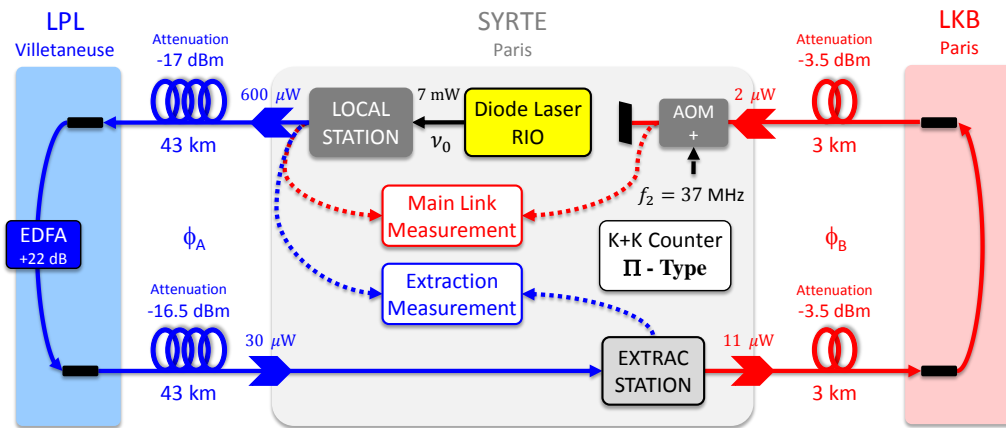 LPL
Villetaneuse
SYRTE
Paris
LKB
Paris
Attenuation
-17 dBm
43 km
600 μW
LOCAL
STATION
7 mW
ν₀
Diode Laser
RIO
AOM
+
f₂ = 37 MHz
2 μW
Attenuation
-3.5 dBm
3 km
Main Link
Measurement
EDFA
+22 dB
ϕA
K+K Counter
Π - Type
ϕB
Extraction
Measurement
Attenuation
-16.5 dBm
43 km
30 μW
EXTRAC
STATION
11 μW
Attenuation
-3.5 dBm
3 km